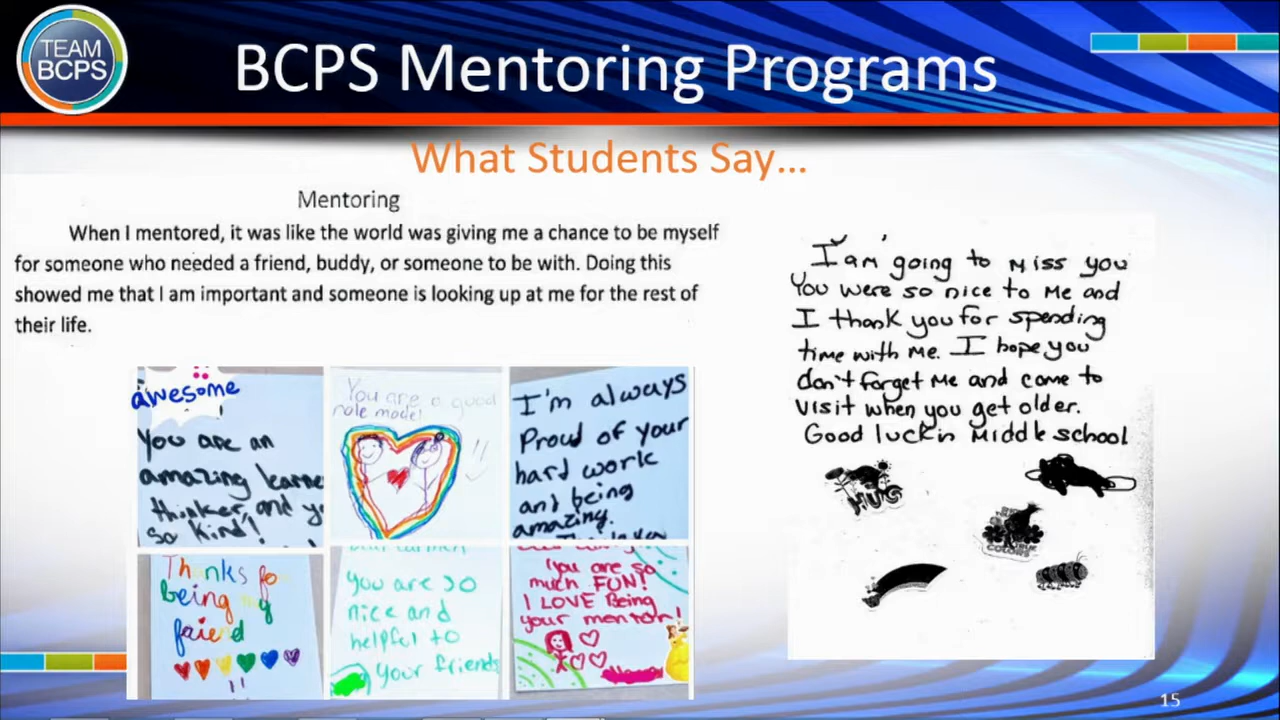 TEAM
BCPS
BCPS Mentoring Programs
What Students Say...
Mentoring
When I mentored, it was like the world was giving me a chance to be myself
for someone who needed a friend, buddy, or someone to be with. Doing this
showed me that I am important and someone is looking up at me for the rest of
their life.
awesome
You are an
amazing learne
thinker, and y
so kind!
You are a good
role model
I'm always
Proud of your
hard work
and being
amazing.
Thanks fo
being my
friend
you are so
nice and
helpful to
your friends
You are so
much FUN!
I LOVE Being
your mentor!
I am going to miss you
You were so nice to me and
I thank you for spending
time with me. I hope you
don't forget me and come to
visit when you get older.
Good luck in Middle school
HUG
COLORS
15